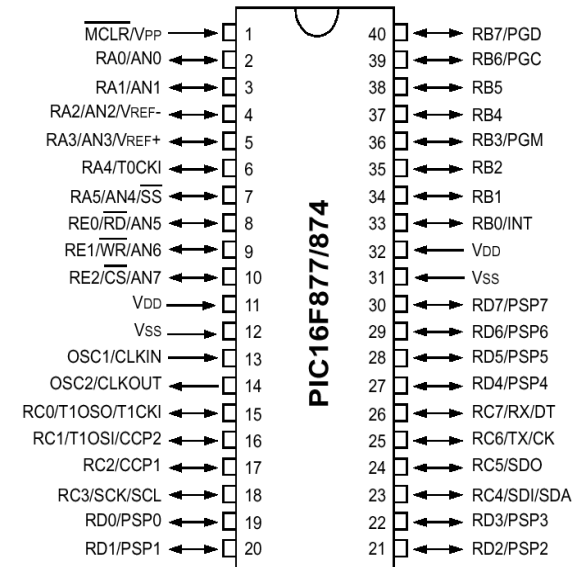 MCLR/VPP 1 40 RB7/PGD
RA0/AN0 2 39 RB6/PGC
RA1/AN1 3 38 RB5
RA2/AN2/VREF- 4 37 RB4
RA3/AN3/VREF+ 5 36 RB3/PGM
RA4/T0CKI 6 35 RB2
RA5/AN4/SS 7 34 RB1
RE0/RD/AN5 8 33 RB0/INT
RE1/WR/AN6 9 32 VDD
RE2/CS/AN7 10 31 VSS
VDD 11 30 RD7/PSP7
VSS 12 29 RD6/PSP6
OSC1/CLKIN 13 28 RD5/PSP5
OSC2/CLKOUT 14 27 RD4/PSP4
RC0/T1OSO/T1CKI 15 26 RC7/RX/DT
RC1/T1OSI/CCP2 16 25 RC6/TX/CK
RC2/CCP1 17 24 RC5/SDO
RC3/SCK/SCL 18 23 RC4/SDI/SDA
RD0/PSP0 19 22 RD3/PSP3
RD1/PSP1 20 21 RD2/PSP2
PIC16F877/874